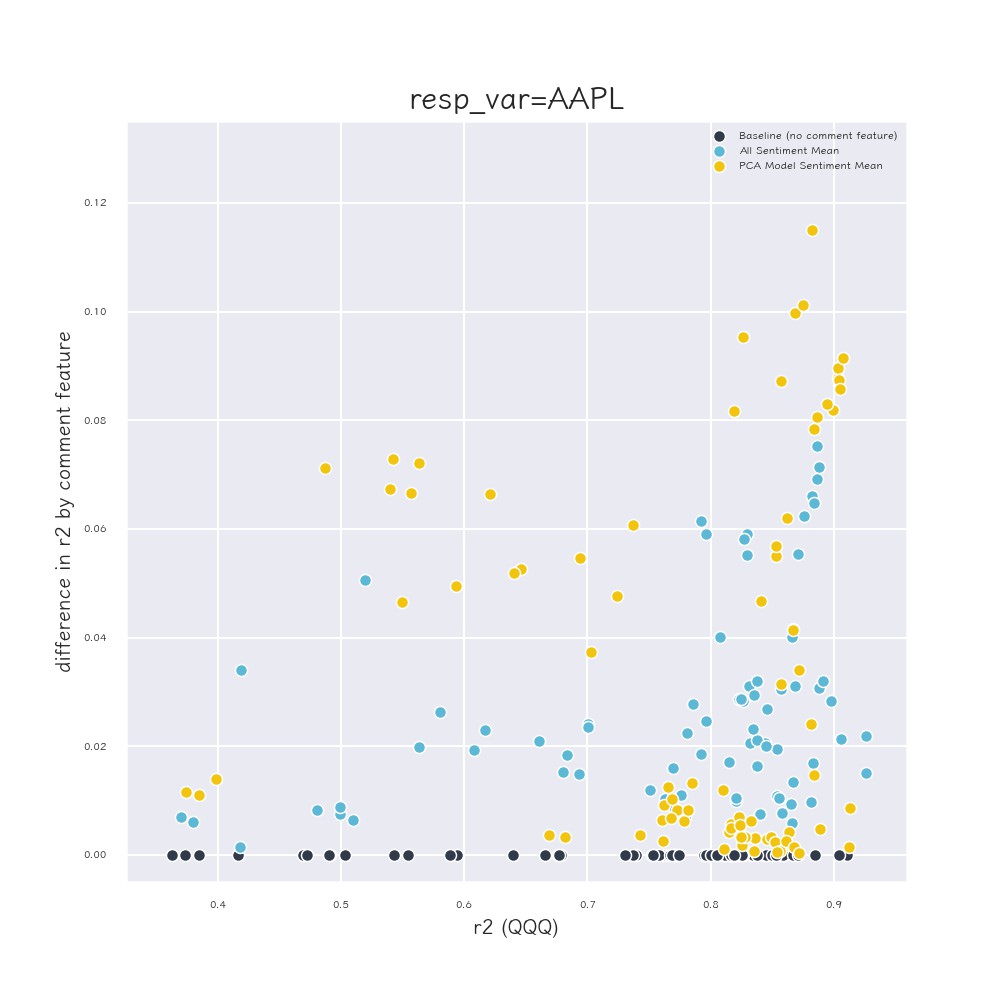 resp_var=AAPL
Baseline (no comment feature)
All Sentiment Mean
PCA Model Sentiment Mean
difference in r2 by comment feature
0.12
0.10
0.08
0.06
0.04
0.02
0.00
0.4 0.5 0.6 0.7 0.8 0.9
r2 (QQQ)